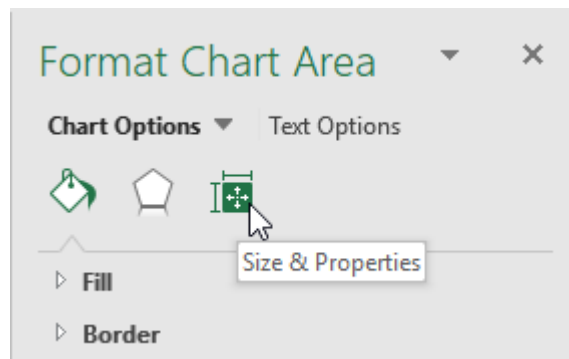 Format Chart Area
Chart Options Text Options
Size & Properties
Fill
Border